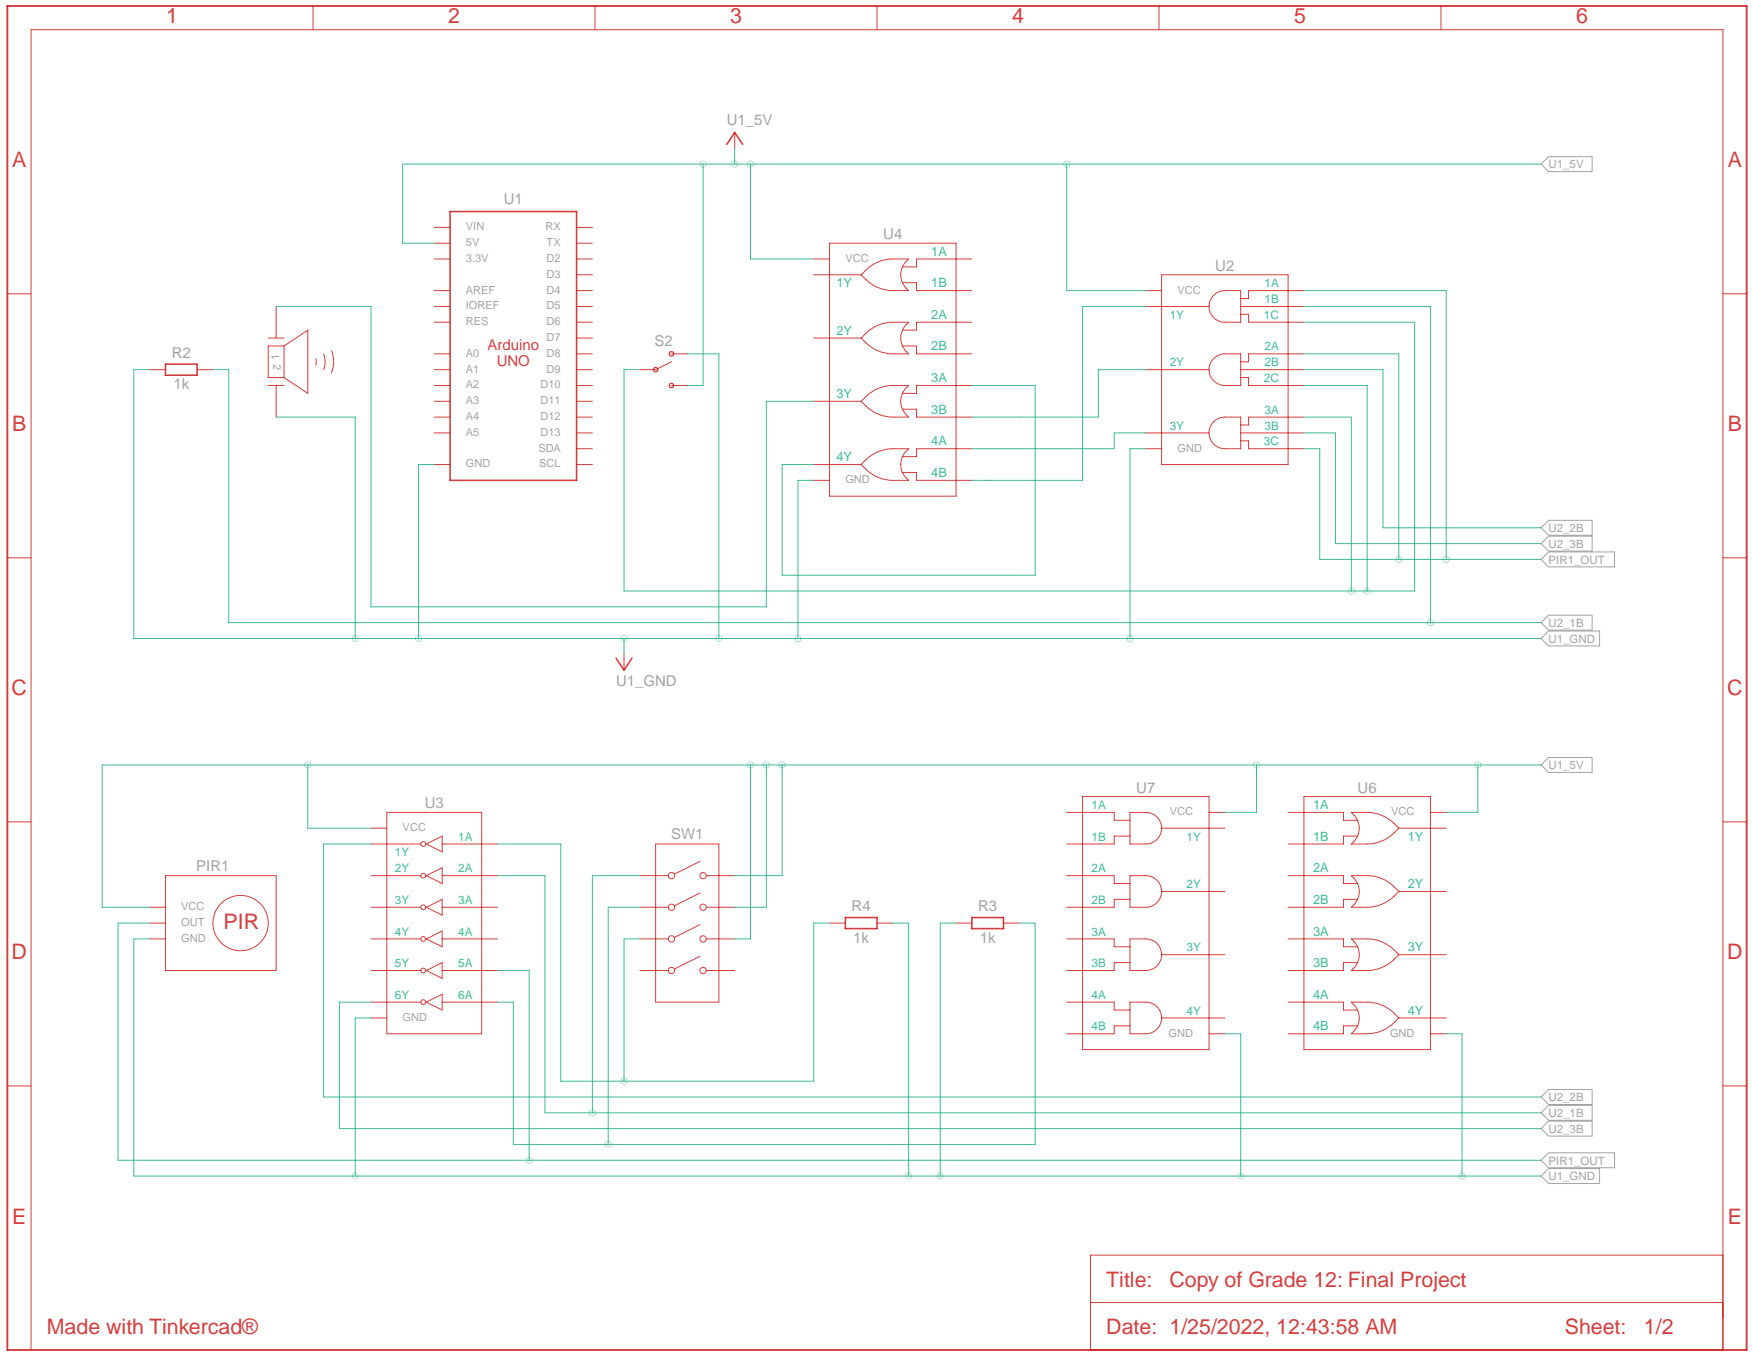 1 2 3 4 5 6
A A
B B
C C
D D
E E
U1_5V
U1_5V
U1
VIN RX
5V TX
3.3V D2
D3
AREF D4
IOREF D5
RES D6
D7
A0 D8
A1 D9
A2 D10
A3 D11
A4 D12
A5 D13
SDA
GND SCL
Arduino
UNO
R2
1k
1 2
S2
U4
VCC 1A
1Y 1B
2A
2Y
2B
3A
3Y
3B
4A
4Y
GND 4B
U2
VCC 1A
1B
1Y 1C
2A
2Y 2B
2C
3A
3Y 3B
GND 3C
U2_2B
U2_3B
PIR1_OUT
U2_1B
U1_GND
U1_GND
U1_5V
PIR1
VCC
OUT
GND
PIR
U3
VCC
1A
1Y
2Y 2A
3Y 3A
4Y 4A
5Y 5A
6Y 6A
GND
SW1
R4
1k
R3
1k
U7
1A VCC
1B 1Y
2A
2Y
2B
3A
3Y
3B
4A
4Y
4B GND
U6
1A VCC
1B 1Y
2A
2Y
2B
3A
3Y
3B
4A
4Y
4B GND
U2_2B
U2_1B
U2_3B
PIR1_OUT
U1_GND
Title: Copy of Grade 12: Final Project
Date: 1/25/2022, 12:43:58 AM Sheet: 1/2
Made with Tinkercad®